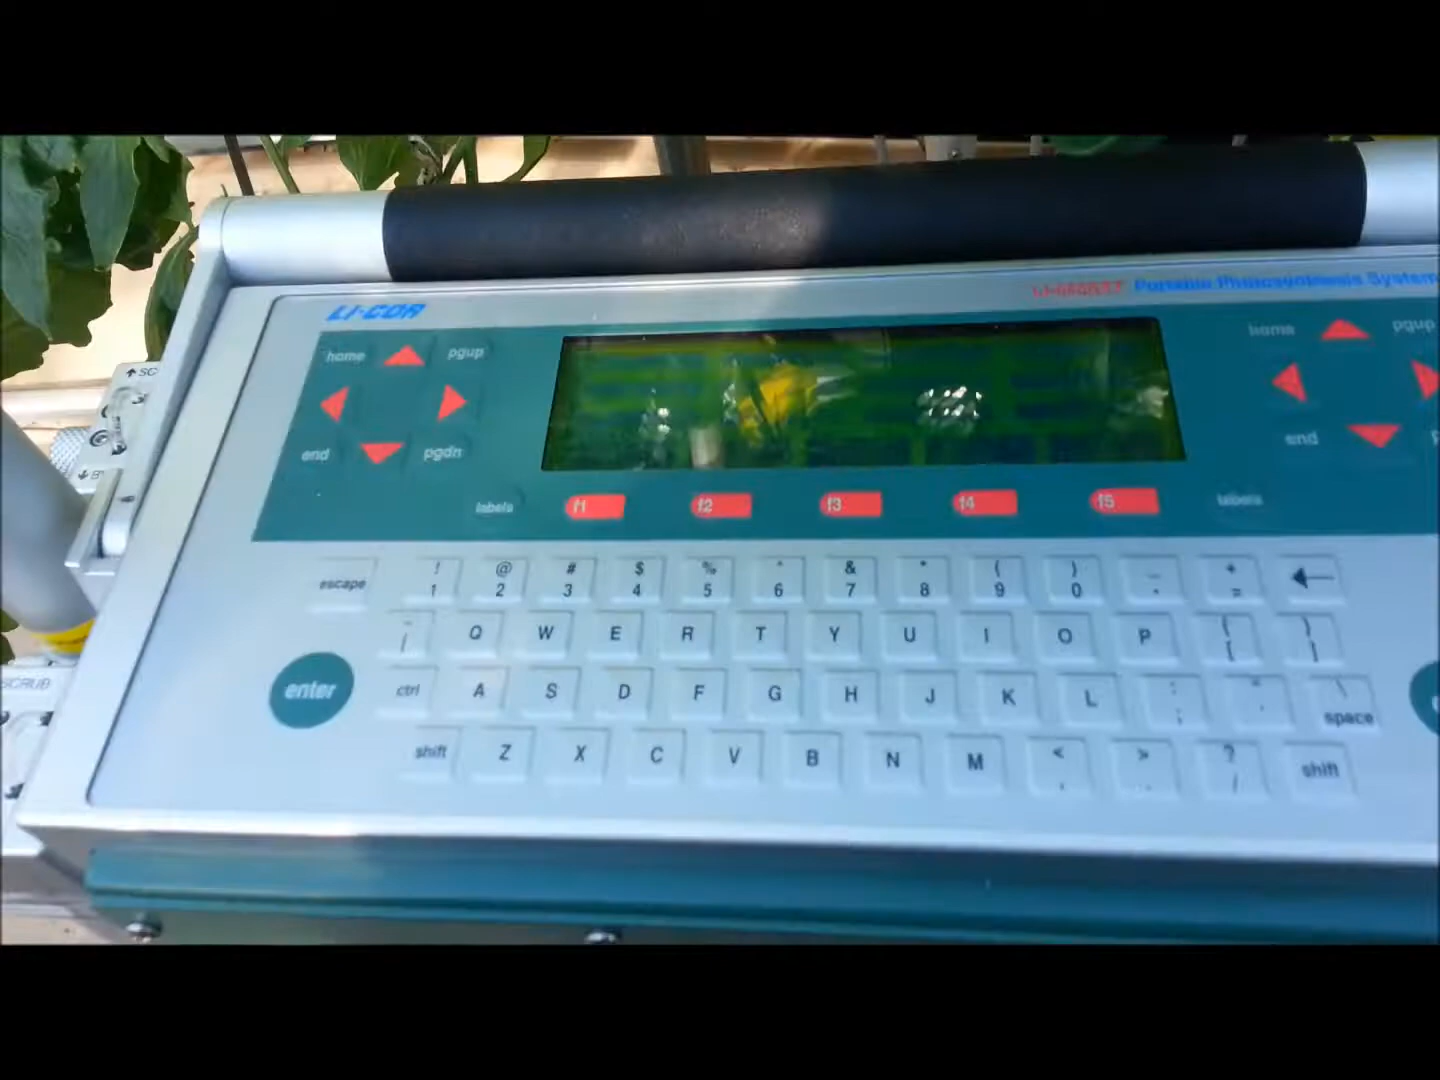 LI-COR
Portable Photosynthesis System
home pgup
end pgdn
home pgup
end
labels f1 f2 f3 f4 f5 labels
escape ! 1 @ 2 # 3 $ 4 % 5 ^ 6 & 7 * 8 ( 9 ) 0 + =
Q W E R T Y U I O P
enter ctrl A S D F G H J K L : ; \ space
shift Z X C V B N M < , > . ? / shift
SCRUB